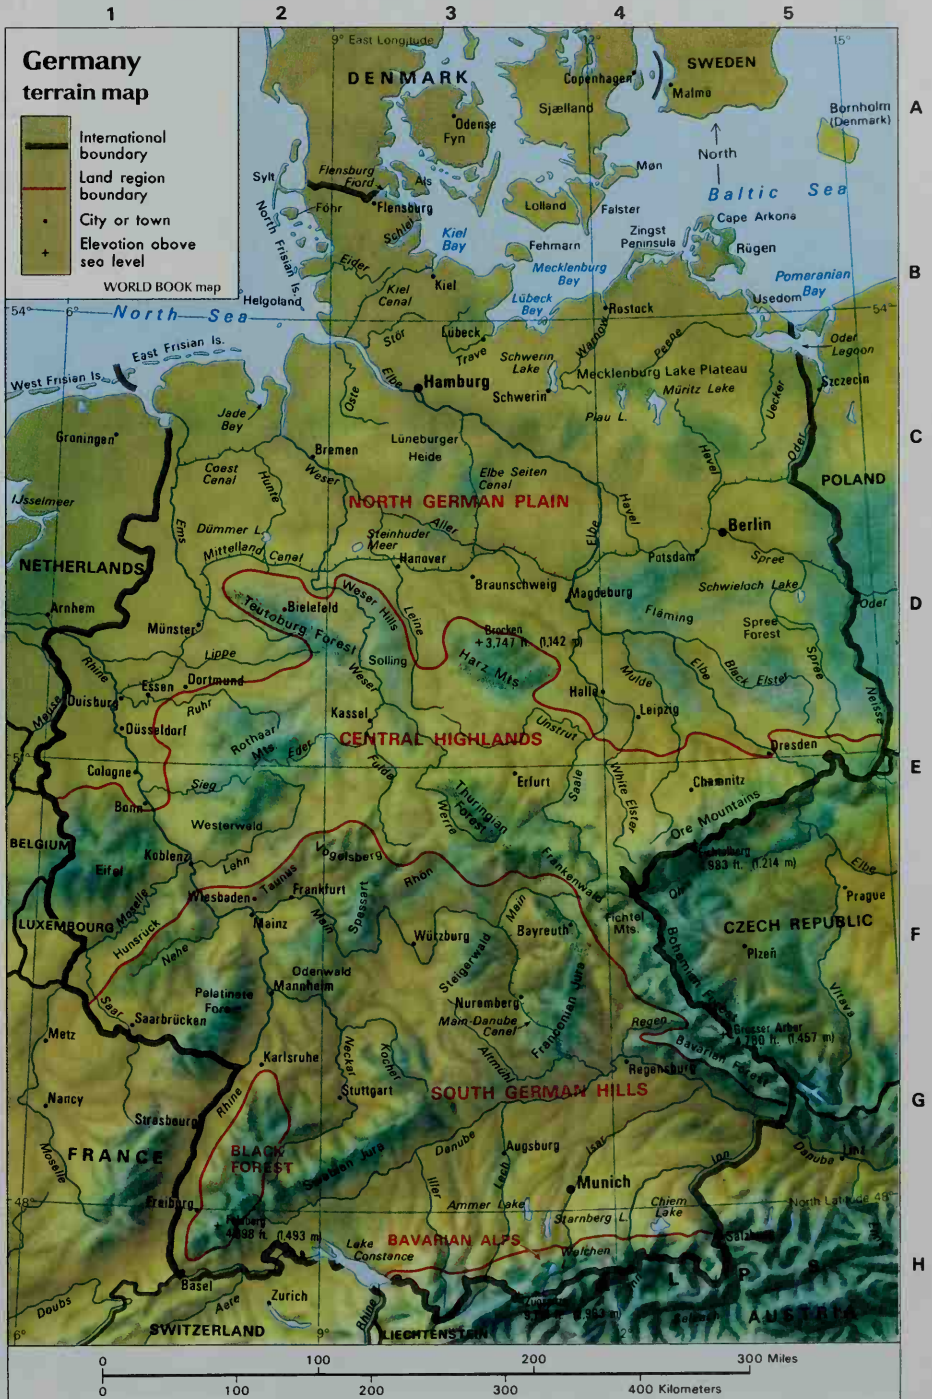 1 2 3 4 5
Germany
terrain map
International
boundary
Land region
boundary
City or town
Elevation above
sea level
WORLD BOOK map
9° East Longitude
12°
15°
DENMARK
Copenhagen
SWEDEN
Malmo
A
Sjælland
Odense
Fyn
Bornholm
(Denmark)
North
Sylt
Flensburg
Fiord
Als
Møn
Baltic Sea
Föhr
Flensburg
Lolland
Falster
Cape Arkona
North Frisian Is.
Schlei
Kiel
Bay
Fehmarn
Zingst
Peninsula
Rügen
B
Eider
Kiel
Canal
Kiel
Mecklenburg
Bay
Pomeranian
Bay
Helgoland
Lübeck
Bay
Rostock
Usedom
54° 6°
54°
North Sea
Stör
Lübeck
Trave
Warnow
Peene
Oder
Lagoon
East Frisian Is.
West Frisian Is.
Schwerin
Lake
Mecklenburg Lake Plateau
Elbe
Hamburg
Schwerin
Müritz Lake
Szczecin
Oste
Plau L.
Uecker
Jade
Bay
Groningen
Bremen
Lüneburger
Heide
C
Coast
Canal
Hunte
Weser
Elbe Seiten
Canal
Havel
Oder
POLAND
IJsselmeer
NORTH GERMAN PLAIN
Havel
Ems
Dümmer L.
Steinhuder
Meer
Aller
Elbe
Berlin
Mittelland Canal
Hanover
Potsdam
Spree
NETHERLANDS
Braunschweig
Schwieloch Lake
Magdeburg
Oder
D
Arnhem
Teutoburg Forest
Bielefeld
Weser Hills
Leine
Fläming
Spree
Forest
Münster
Brocken
+3,747 ft. (1,142 m)
Harz Mts.
Rhine
Lippe
Solling
Weser
Elbe
Black Elster
Spree
Neisse
Meuse
Duisburg
Essen
Dortmund
Ruhr
Halle
Mulde
Düsseldorf
Kassel
Leipzig
Rothaar
Mts.
Eder
CENTRAL HIGHLANDS
Unstrut
Dresden
51°
Cologne
Sieg
Fulda
Erfurt
Saale
White Elster
Chemnitz
E
Bonn
Thuringian
Forest
Werre
Ore Mountains
Westerwald
BELGIUM
Koblenz
Lahn
Vogelsberg
Frankenwald
Fichtelberg
983 ft. (1,214 m)
Elbe
Eifel
Taunus
Rhön
Moselle
Wiesbaden
Frankfurt
Spessart
Prague
LUXEMBOURG
Hunsrück
Mainz
Main
Main
Fichtel
Mts.
CZECH REPUBLIC
F
Nahe
Würzburg
Bayreuth
Plzeň
Steigerwald
Odenwald
Mannheim
Bohemian Forest
Vltava
Saar
Palatinate
Forest
Nuremberg
Main-Danube
Canal
Franconian Jura
Metz
Saarbrücken
Regen
Grosser Arber
4,780 ft. (1,457 m)
Bavarian Forest
Karlsruhe
Neckar
Kocher
Altmühl
Regensburg
Nancy
Stuttgart
SOUTH GERMAN HILLS
G
Rhine
Strasbourg
Moselle
FRANCE
BLACK
FOREST
Swabian Jura
Danube
Augsburg
Isar
Inn
Danube
Linz
Iller
Lech
Munich
Freiburg
48°
Ammer Lake
Chiem
Lake
North Latitude 48°
Feldberg
4,898 ft. (1,493 m)
Starnberg L.
Lake
Constance
BAVARIAN ALPS
Walchen
Salzburg
Basel
Inn
A L P S
H
Doubs
Aare
Zurich
Rhine
AUSTRIA
SWITZERLAND
LIECHTENSTEIN
6°
9°
0 100 200 300 Miles
0 100 200 300 400 Kilometers